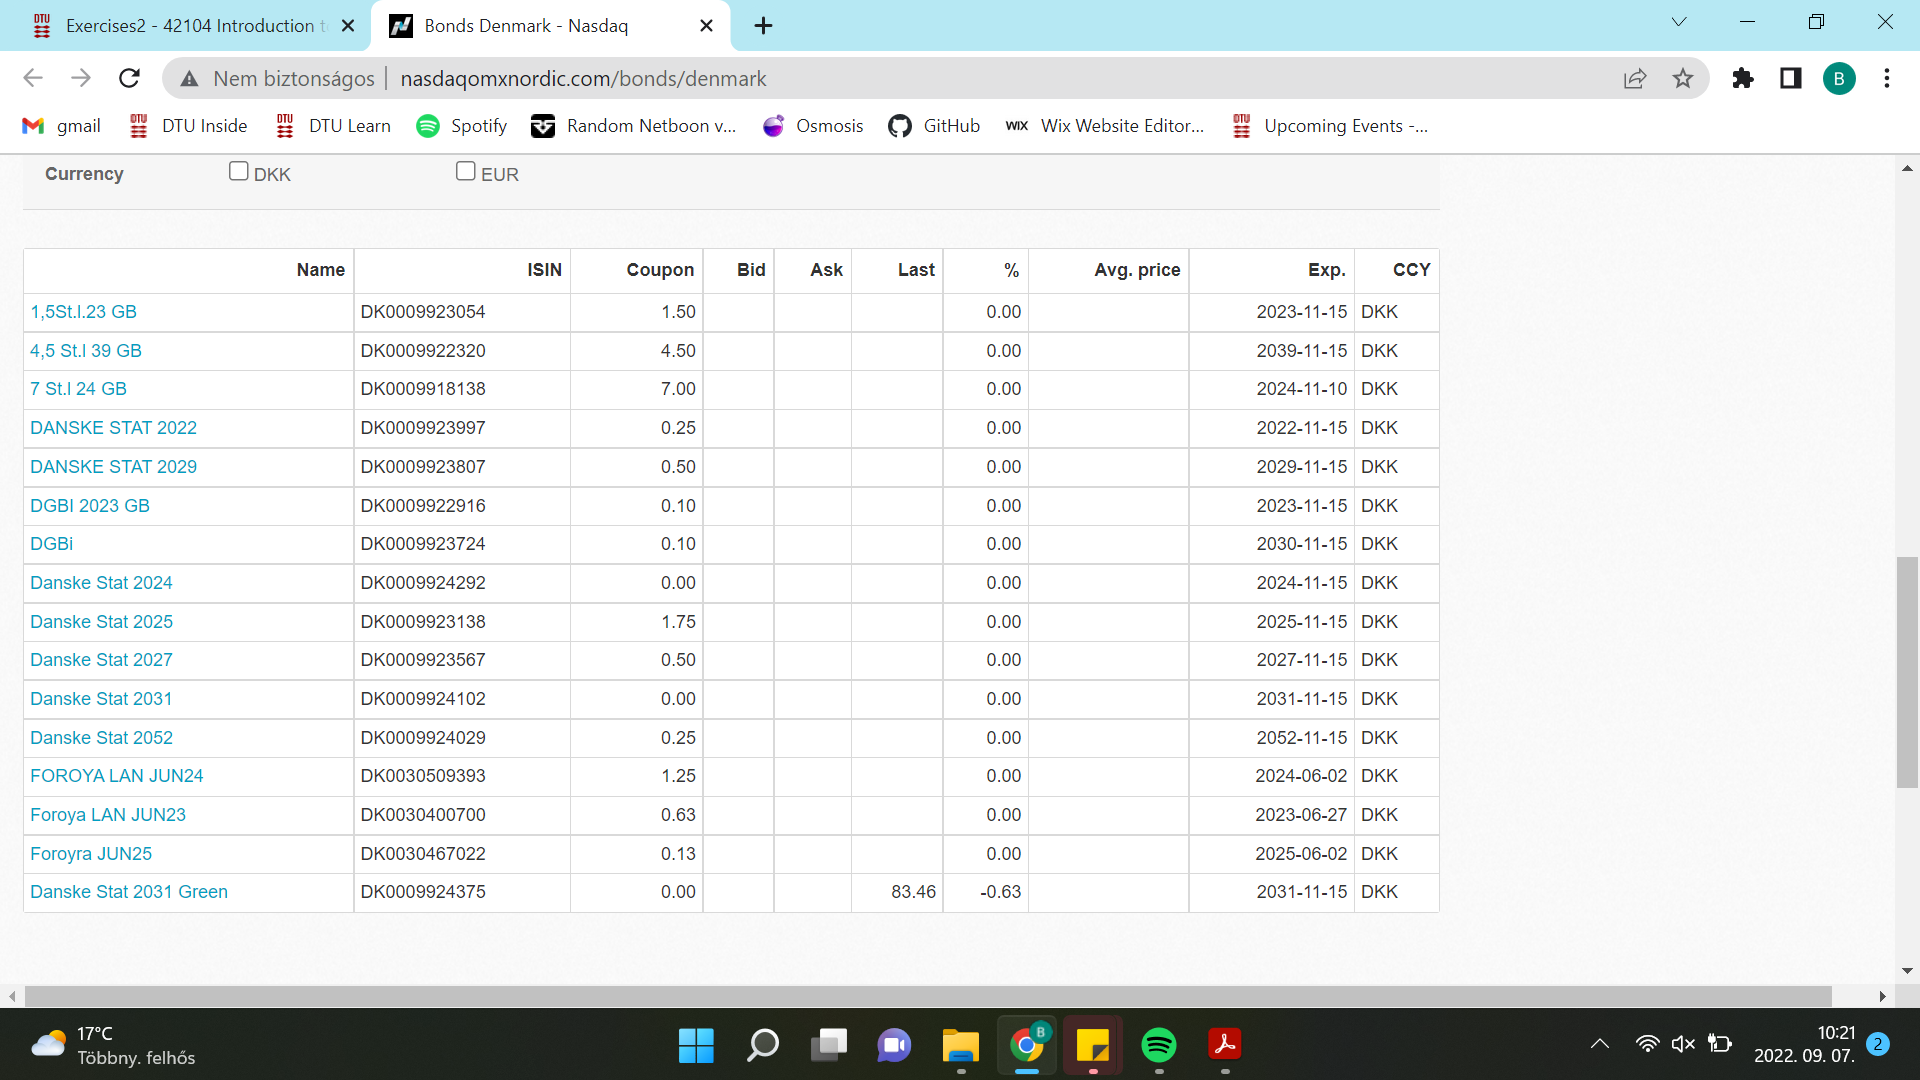 Exercises2 - 42104 Introduction t
Bonds Denmark - Nasdaq
Nem biztonságos nasdaqomxnordic.com/bonds/denmark
B
gmail DTU Inside DTU Learn Spotify Random Netboon v... Osmosis GitHub WIX Wix Website Editor... Upcoming Events -...
Currency DKK EUR
Name ISIN Coupon Bid Ask Last % Avg. price Exp. CCY
1,5St.l.23 GB DK0009923054 1.50 0.00 2023-11-15 DKK
4,5 St.l 39 GB DK0009922320 4.50 0.00 2039-11-15 DKK
7 St.l 24 GB DK0009918138 7.00 0.00 2024-11-10 DKK
DANSKE STAT 2022 DK0009923997 0.25 0.00 2022-11-15 DKK
DANSKE STAT 2029 DK0009923807 0.50 0.00 2029-11-15 DKK
DGBI 2023 GB DK0009922916 0.10 0.00 2023-11-15 DKK
DGBi DK0009923724 0.10 0.00 2030-11-15 DKK
Danske Stat 2024 DK0009924292 0.00 0.00 2024-11-15 DKK
Danske Stat 2025 DK0009923138 1.75 0.00 2025-11-15 DKK
Danske Stat 2027 DK0009923567 0.50 0.00 2027-11-15 DKK
Danske Stat 2031 DK0009924102 0.00 0.00 2031-11-15 DKK
Danske Stat 2052 DK0009924029 0.25 0.00 2052-11-15 DKK
FOROYA LAN JUN24 DK0030509393 1.25 0.00 2024-06-02 DKK
Foroya LAN JUN23 DK0030400700 0.63 0.00 2023-06-27 DKK
Foroyra JUN25 DK0030467022 0.13 0.00 2025-06-02 DKK
Danske Stat 2031 Green DK0009924375 0.00 83.46 -0.63 2031-11-15 DKK
17°C
Többny. felhős
B
10:21
2022. 09. 07.
2